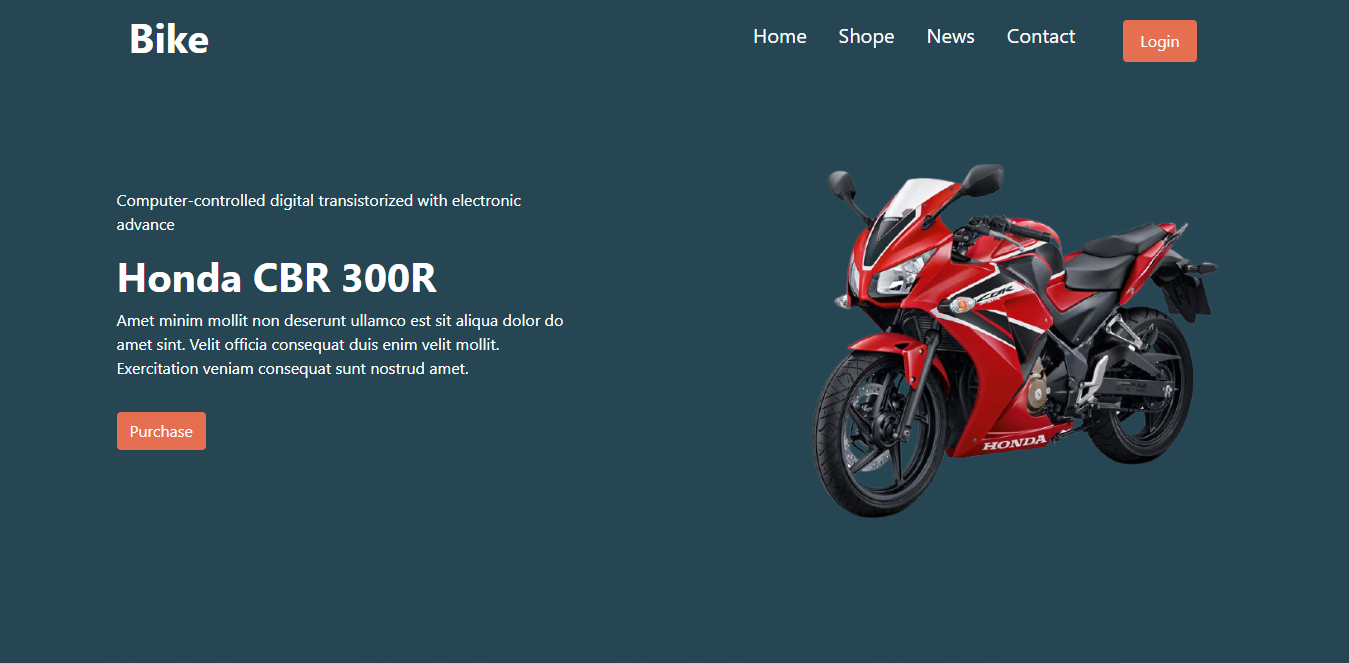 Bike
Home Shope News Contact Login
Computer-controlled digital transistorized with electronic
advance
Honda CBR 300R
Amet minim mollit non deserunt ullamco est sit aliqua dolor do
amet sint. Velit officia consequat duis enim velit mollit.
Exercitation veniam consequat sunt nostrud amet.
Purchase
CBR
HONDA